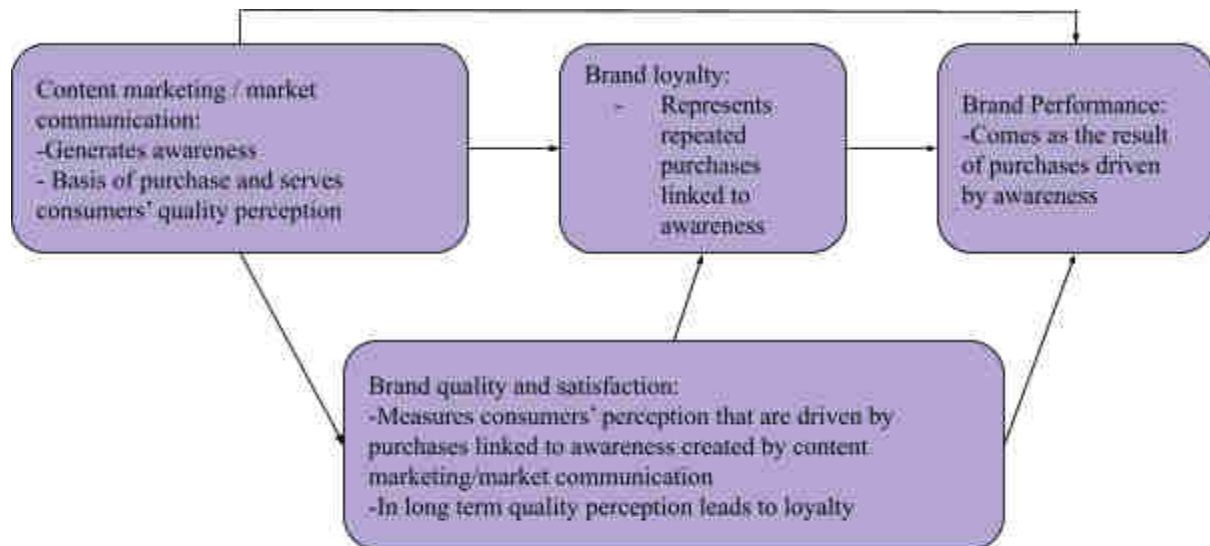 Content marketing / market
communication:
-Generates awareness
- Basis of purchase and serves
consumers’ quality perception
Brand loyalty:
- Represents
repeated
purchases
linked to
awareness
Brand Performance:
-Comes as the result
of purchases driven
by awareness
Brand quality and satisfaction:
-Measures consumers’ perception that are driven by
purchases linked to awareness created by content
marketing/market communication
-In long term quality perception leads to loyalty